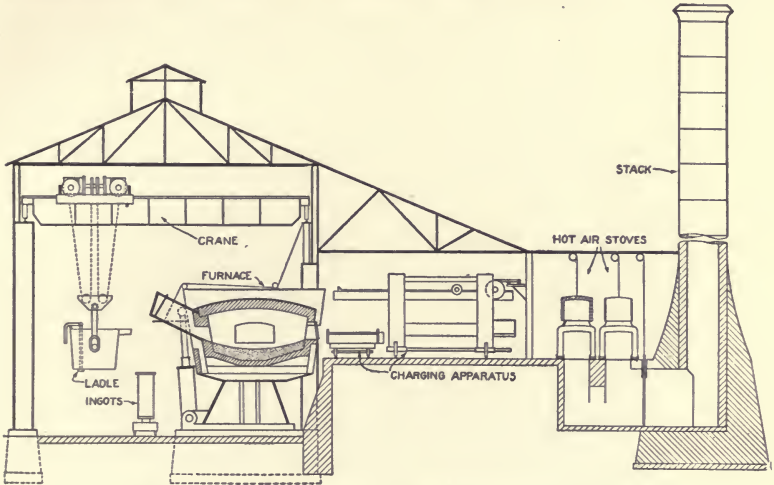 STACK
CRANE
HOT AIR STOVES
FURNACE
LADLE
CHARGING APPARATUS
INGOTS